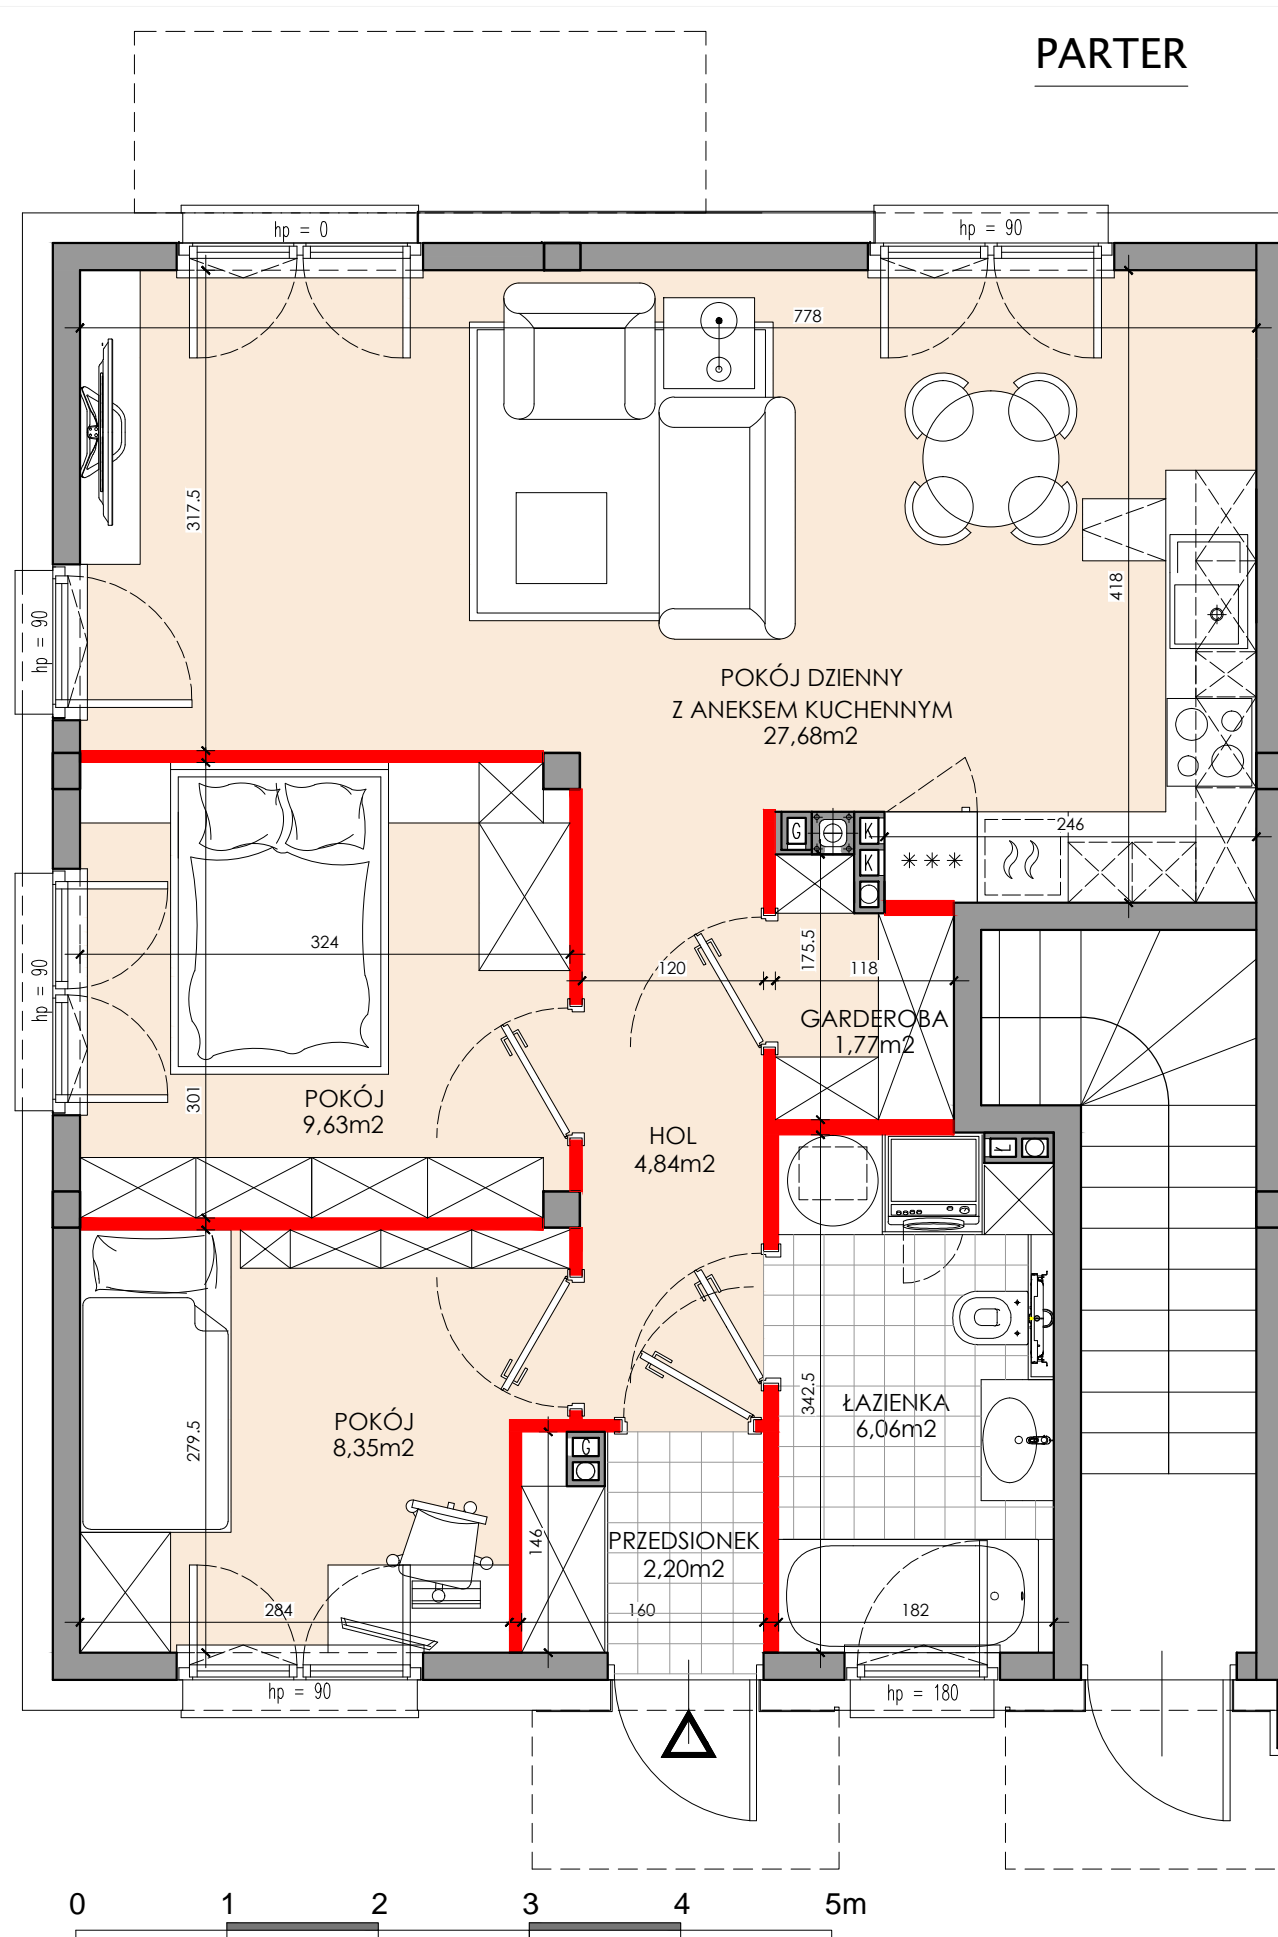 PARTER
hp = 0
hp = 90
778
317.5
418
hp = 90
POKÓJ DZIENNY
Z ANEKSEM KUCHENNYM
27,68m2
G
K
246
K
324
120
175.5
118
hp = 90
GARDEROBA
1,77m2
301
POKÓJ
9,63m2
HOL
4,84m2
Ł
342.5
ŁAZIENKA
6,06m2
279.5
POKÓJ
8,35m2
G
146
PRZEDSIONEK
2,20m2
284
160
182
hp = 90
hp = 180
0 1 2 3 4 5m